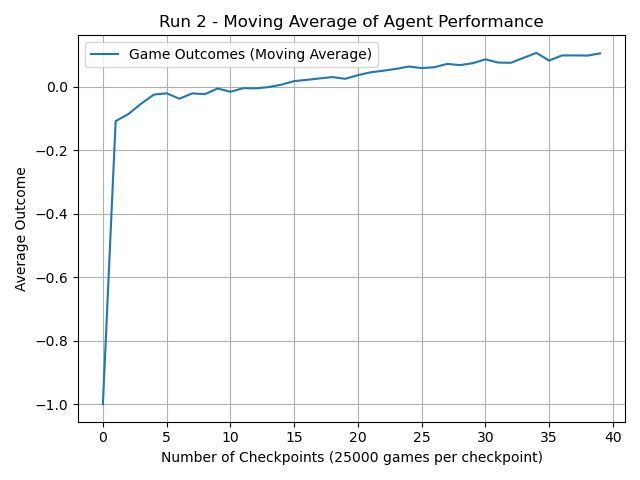 Run 2 - Moving Average of Agent Performance
Game Outcomes (Moving Average)
Average Outcome
0.0
−0.2
−0.4
−0.6
−0.8
−1.0
0 5 10 15 20 25 30 35 40
Number of Checkpoints (25000 games per checkpoint)